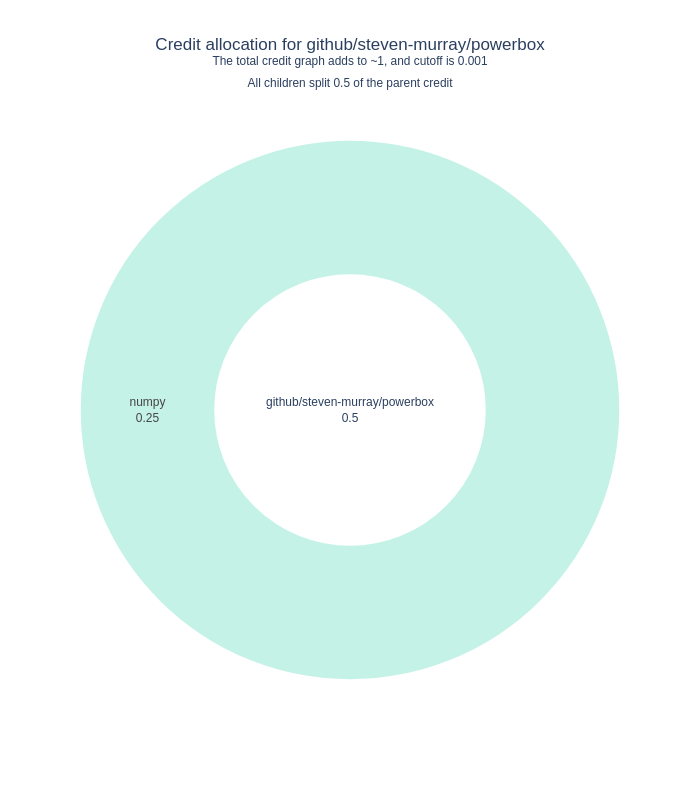 Credit allocation for github/steven-murray/powerbox
The total credit graph adds to ~1, and cutoff is 0.001
All children split 0.5 of the parent credit
numpy
0.25
github/steven-murray/powerbox
0.5